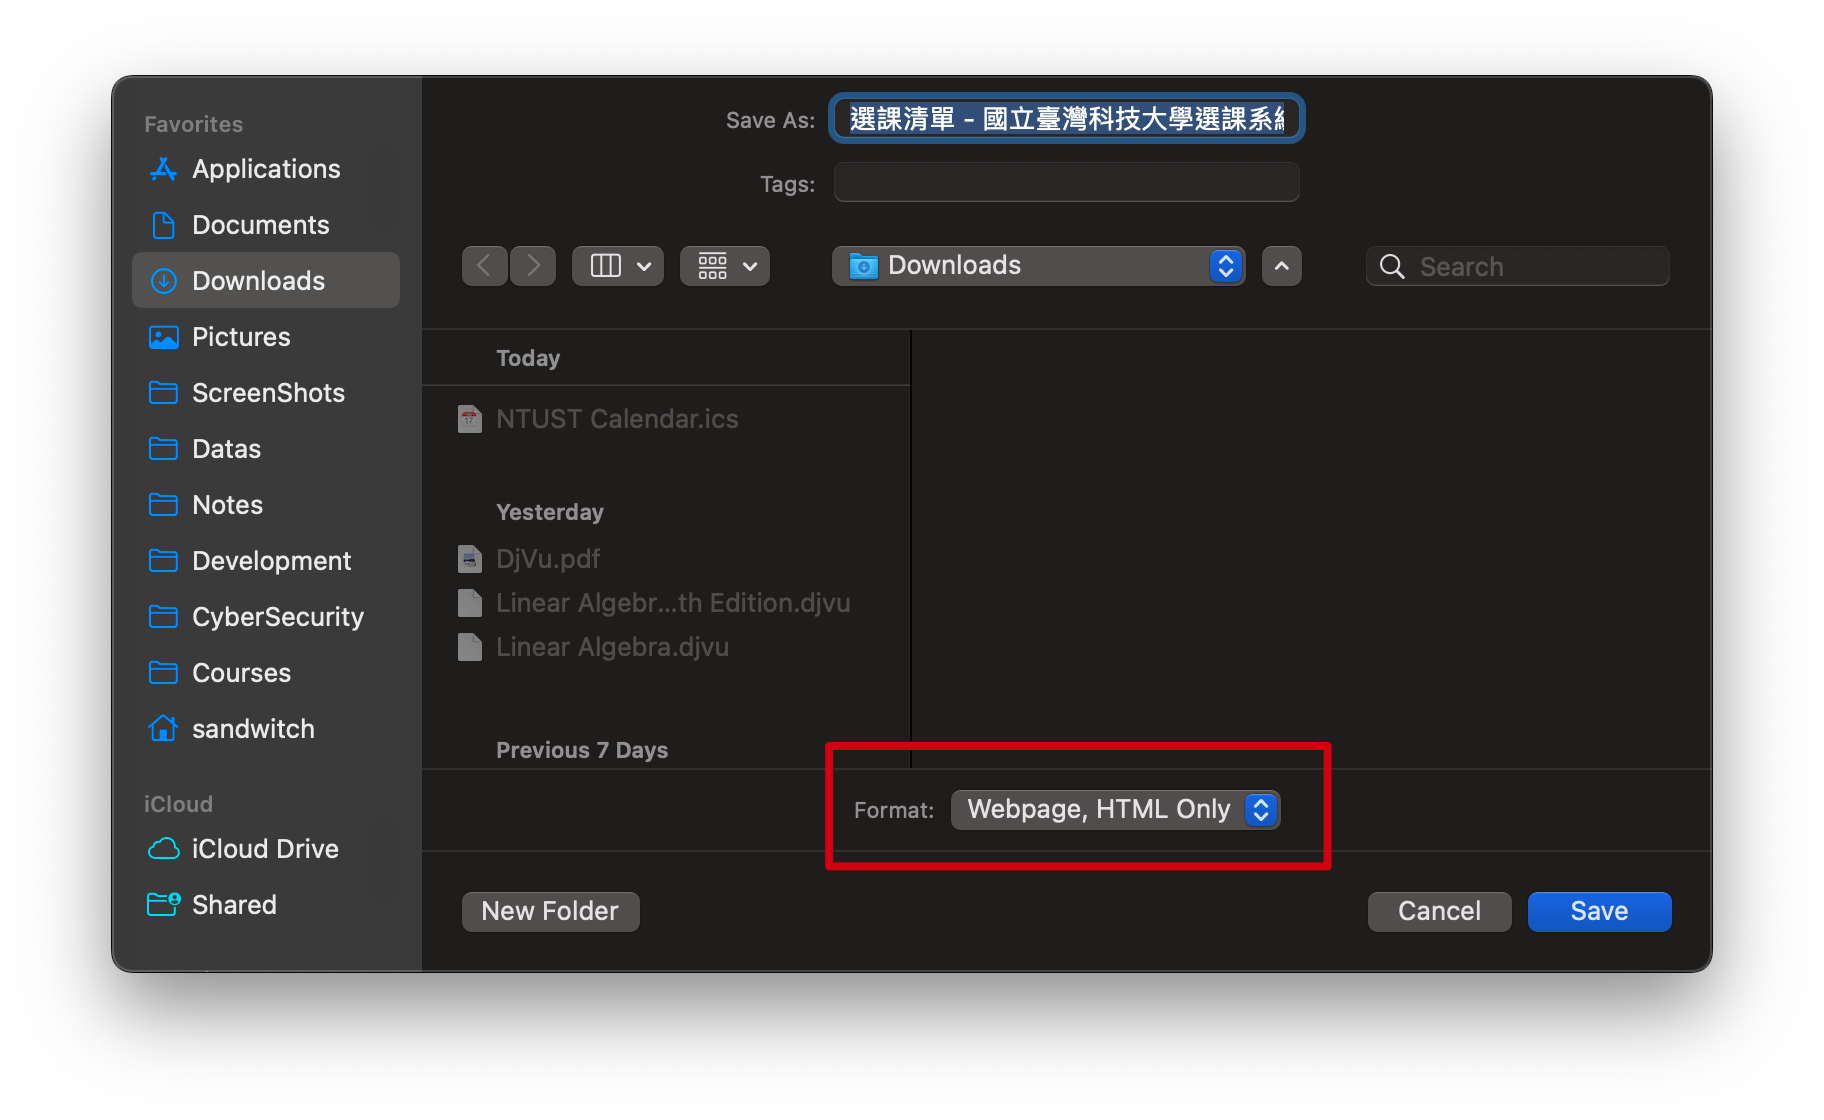 Favorites
Applications
Documents
Downloads
Pictures
ScreenShots
Datas
Notes
Development
CyberSecurity
Courses
sandwitch
iCloud
iCloud Drive
Shared
Save As: 選課清單 - 國立臺灣科技大學選課系
Tags:
Downloads
Search
Today
NTUST Calendar.ics
Yesterday
DjVu.pdf
Linear Algebr...th Edition.djvu
Linear Algebra.djvu
Previous 7 Days
Format: Webpage, HTML Only
New Folder
Cancel
Save